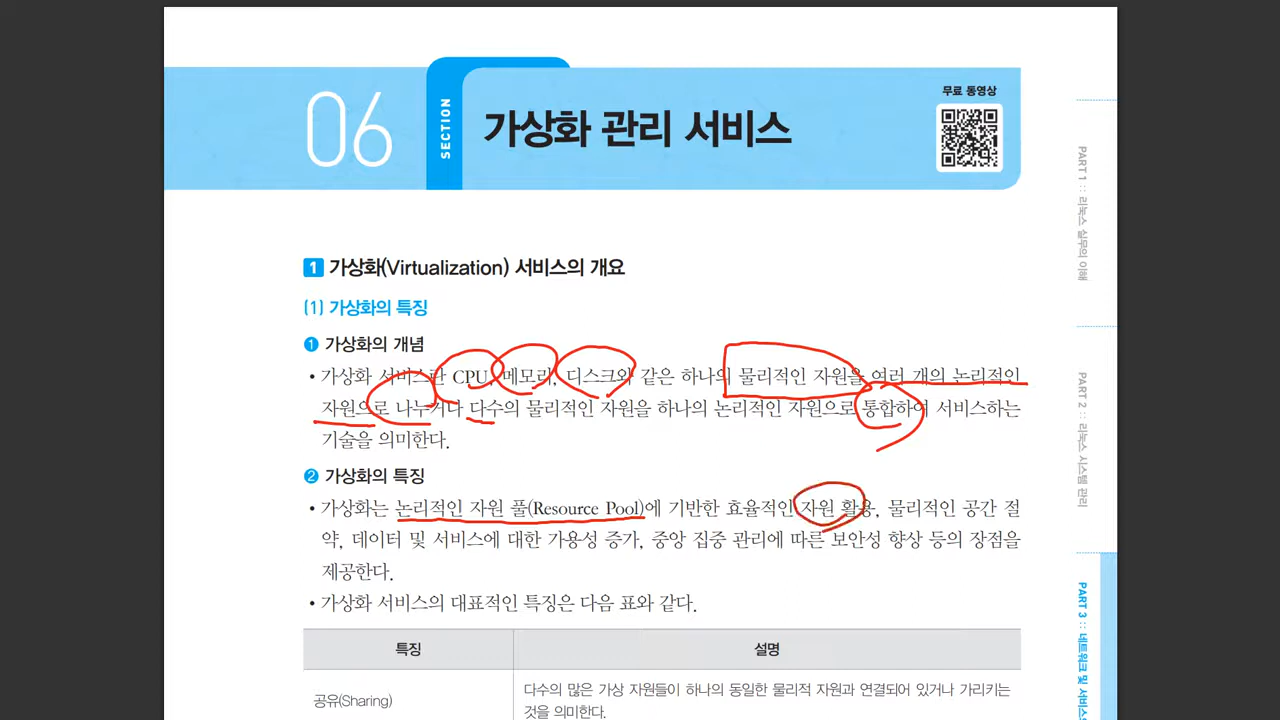 06
SECTION
가상화 관리 서비스
무료 동영상
1 가상화(Virtualization) 서비스의 개요
(1) 가상화의 특징
❶ 가상화의 개념
• 가상화 서비스란 CPU, 메모리, 디스크와 같은 하나의 물리적인 자원을 여러 개의 논리적인
자원으로 나누거나 다수의 물리적인 자원을 하나의 논리적인 자원으로 통합하여 서비스하는
기술을 의미한다.
❷ 가상화의 특징
• 가상화는 논리적인 자원 풀(Resource Pool)에 기반한 효율적인 자원 활용, 물리적인 공간 절
약, 데이터 및 서비스에 대한 가용성 증가, 중앙 집중 관리에 따른 보안성 향상 등의 장점을
제공한다.
• 가상화 서비스의 대표적인 특징은 다음 표와 같다.
특징
설명
공유(Sharing)
다수의 많은 가상 자원들이 하나의 동일한 물리적 자원과 연결되어 있거나 가리키는
것을 의미한다.
PART 1 :: 리눅스 실무의 이해
PART 2 :: 리눅스 시스템 관리
PART 3 :: 네트워크 및 서비스의